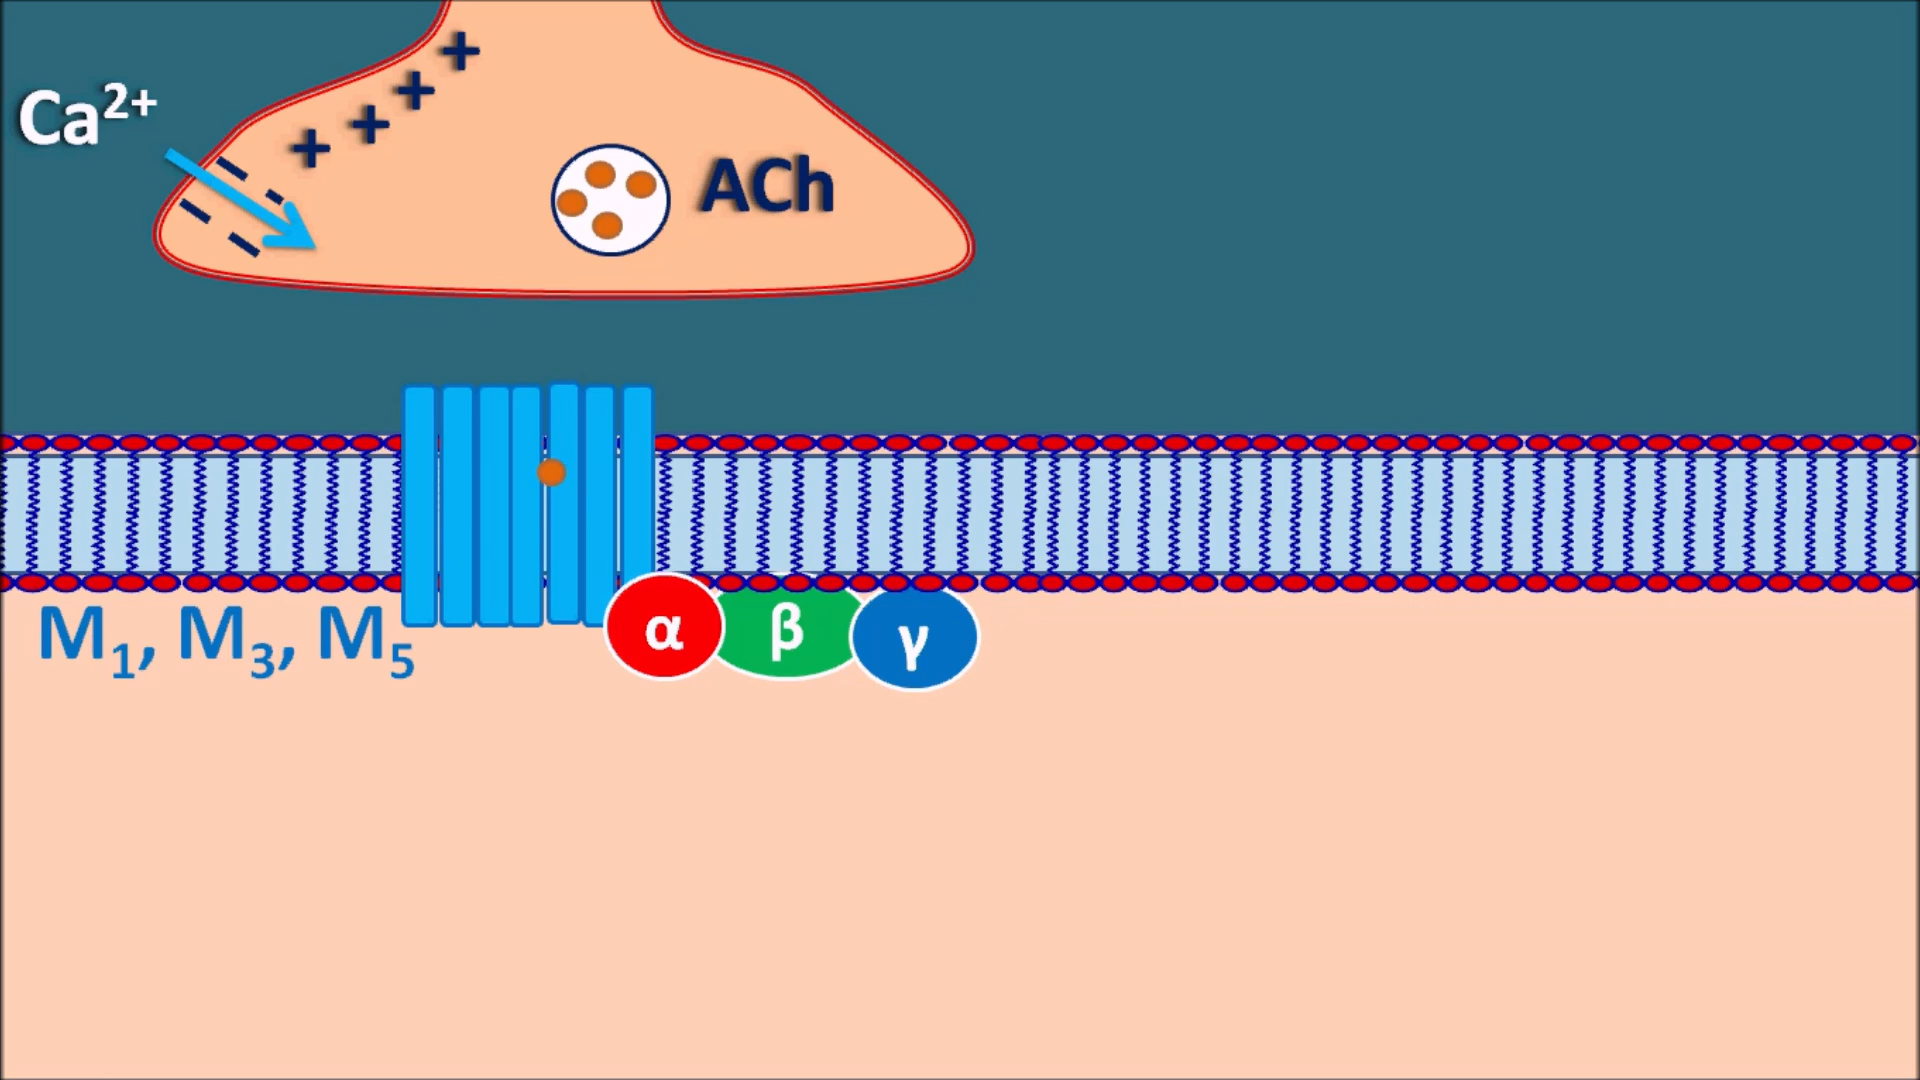 Ca²⁺
+ + + +
ACh
α β γ
M₁, M₃, M₅